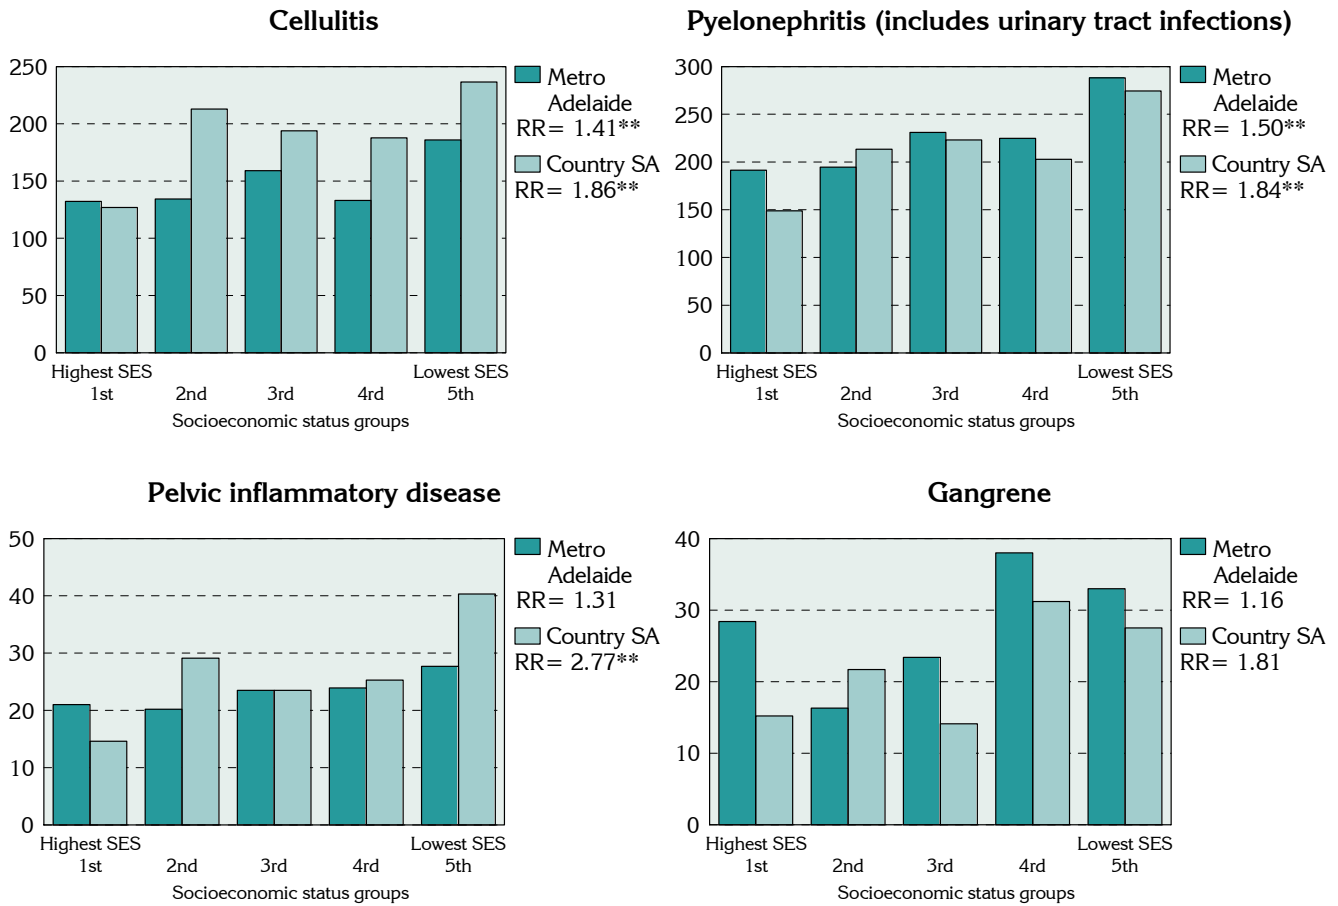 Cellulitis
250
200
150
100
50
0
Highest SES
Lowest SES
1st
2nd
3rd
4rd
5th
Socioeconomic status groups
Metro
Adelaide
RR= 1.41**
Country SA
RR= 1.86**
Pyelonephritis (includes urinary tract infections)
300
250
200
150
100
50
0
Highest SES
Lowest SES
1st
2nd
3rd
4rd
5th
Socioeconomic status groups
Metro
Adelaide
RR= 1.50**
Country SA
RR= 1.84**
Pelvic inflammatory disease
50
40
30
20
10
0
Highest SES
Lowest SES
1st
2nd
3rd
4rd
5th
Socioeconomic status groups
Metro
Adelaide
RR= 1.31
Country SA
RR= 2.77**
Gangrene
40
30
20
10
0
Highest SES
Lowest SES
1st
2nd
3rd
4rd
5th
Socioeconomic status groups
Metro
Adelaide
RR= 1.16
Country SA
RR= 1.81